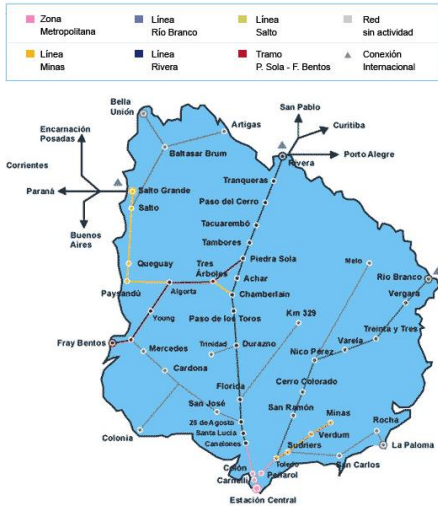 Zona
Metropolitana
Línea
Río Branco
Línea
Salto
Red
sin actividad
Línea
Minas
Línea
Rivera
Tramo
P. Sola - F. Bentos
Conexión
Internacional
Bella
Unión
Artigas
San Pablo
Curitiba
Porto Alegre
Rivera
Encarnación
Posadas
Baltasar Brum
Corrientes
Tranqueras
Paraná
Salto Grande
Paso del Cerro
Salto
Tacuarembó
Buenos
Aires
Tambores
Queguay
Tres
Árboles
Piedra Sola
Melo
Río Branco
Achar
Paysandú
Algorta
Chamberlain
Vergara
Young
Paso de los Toros
Km 329
Treinta y Tres
Fray Bentos
Mercedes
Trinidad
Durazno
Varela
Nico Pérez
Cardona
Cerro Colorado
Florida
San José
San Ramón
Minas
Rocha
25 de Agosto
Santa Lucía
Canelones
Verdum
Colonia
Sudriers
La Paloma
Toledo
San Carlos
Colón
Peñarol
Carnelli
Estación Central